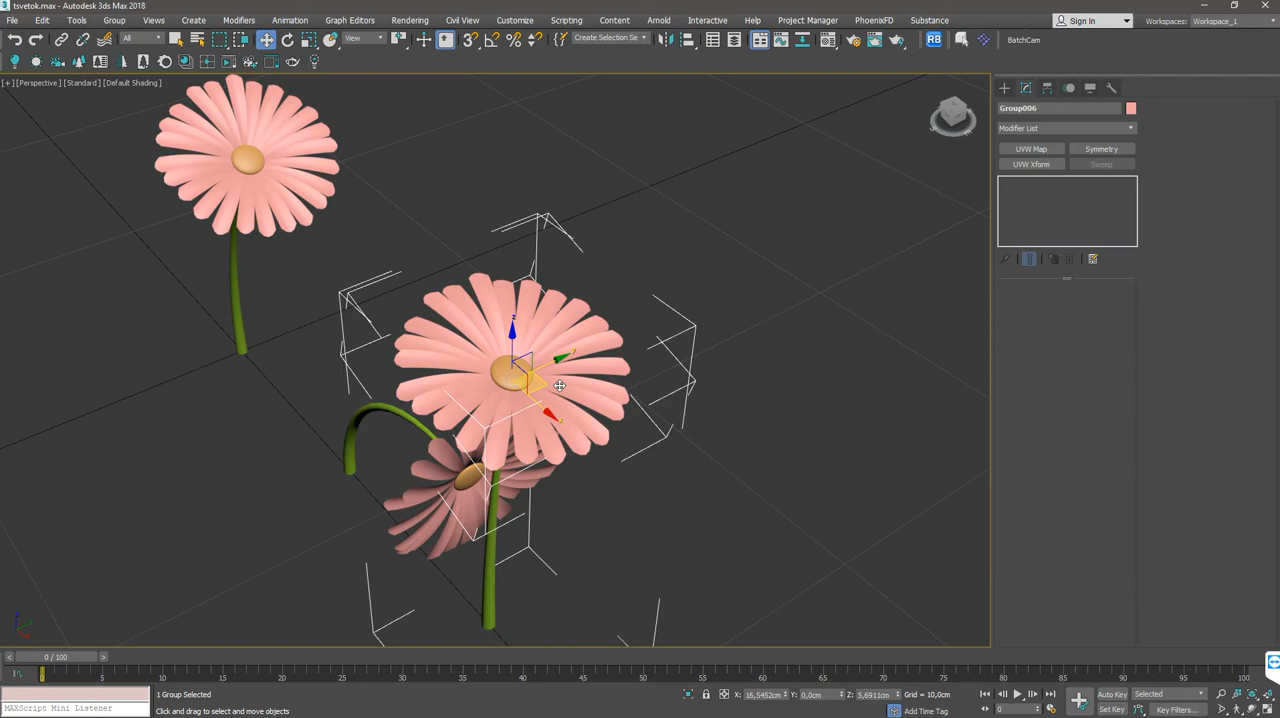 tsvetok.max - Autodesk 3ds Max 2018
File Edit Tools Group Views Create Modifiers Animation Graph Editors Rendering Civil View Customize Scripting Content Arnold Interactive PhoenixFD Substance Sign In Workspaces: Workspace_1
All View Create Selection Se RB BatchCam
[+] [Perspective] [Standard] [Default Shading]
Group006
Modifier List
UVW Map Symmetry
UVW Xform Sweep
z
y
x
< 0 / 100 >
0 5 10 15 20 25 30 35 40 45 50 55 60 65 70 75 80 85 90 95 100
1 Group Selected X: 16,5452cm Y: 0,0cm Z: 5,6911cm Grid = 10,0cm Auto Key Selected
MAXScript Mini Listener Click and drag to select and move objects Add Time Tag 0 Set Key Key Filters...